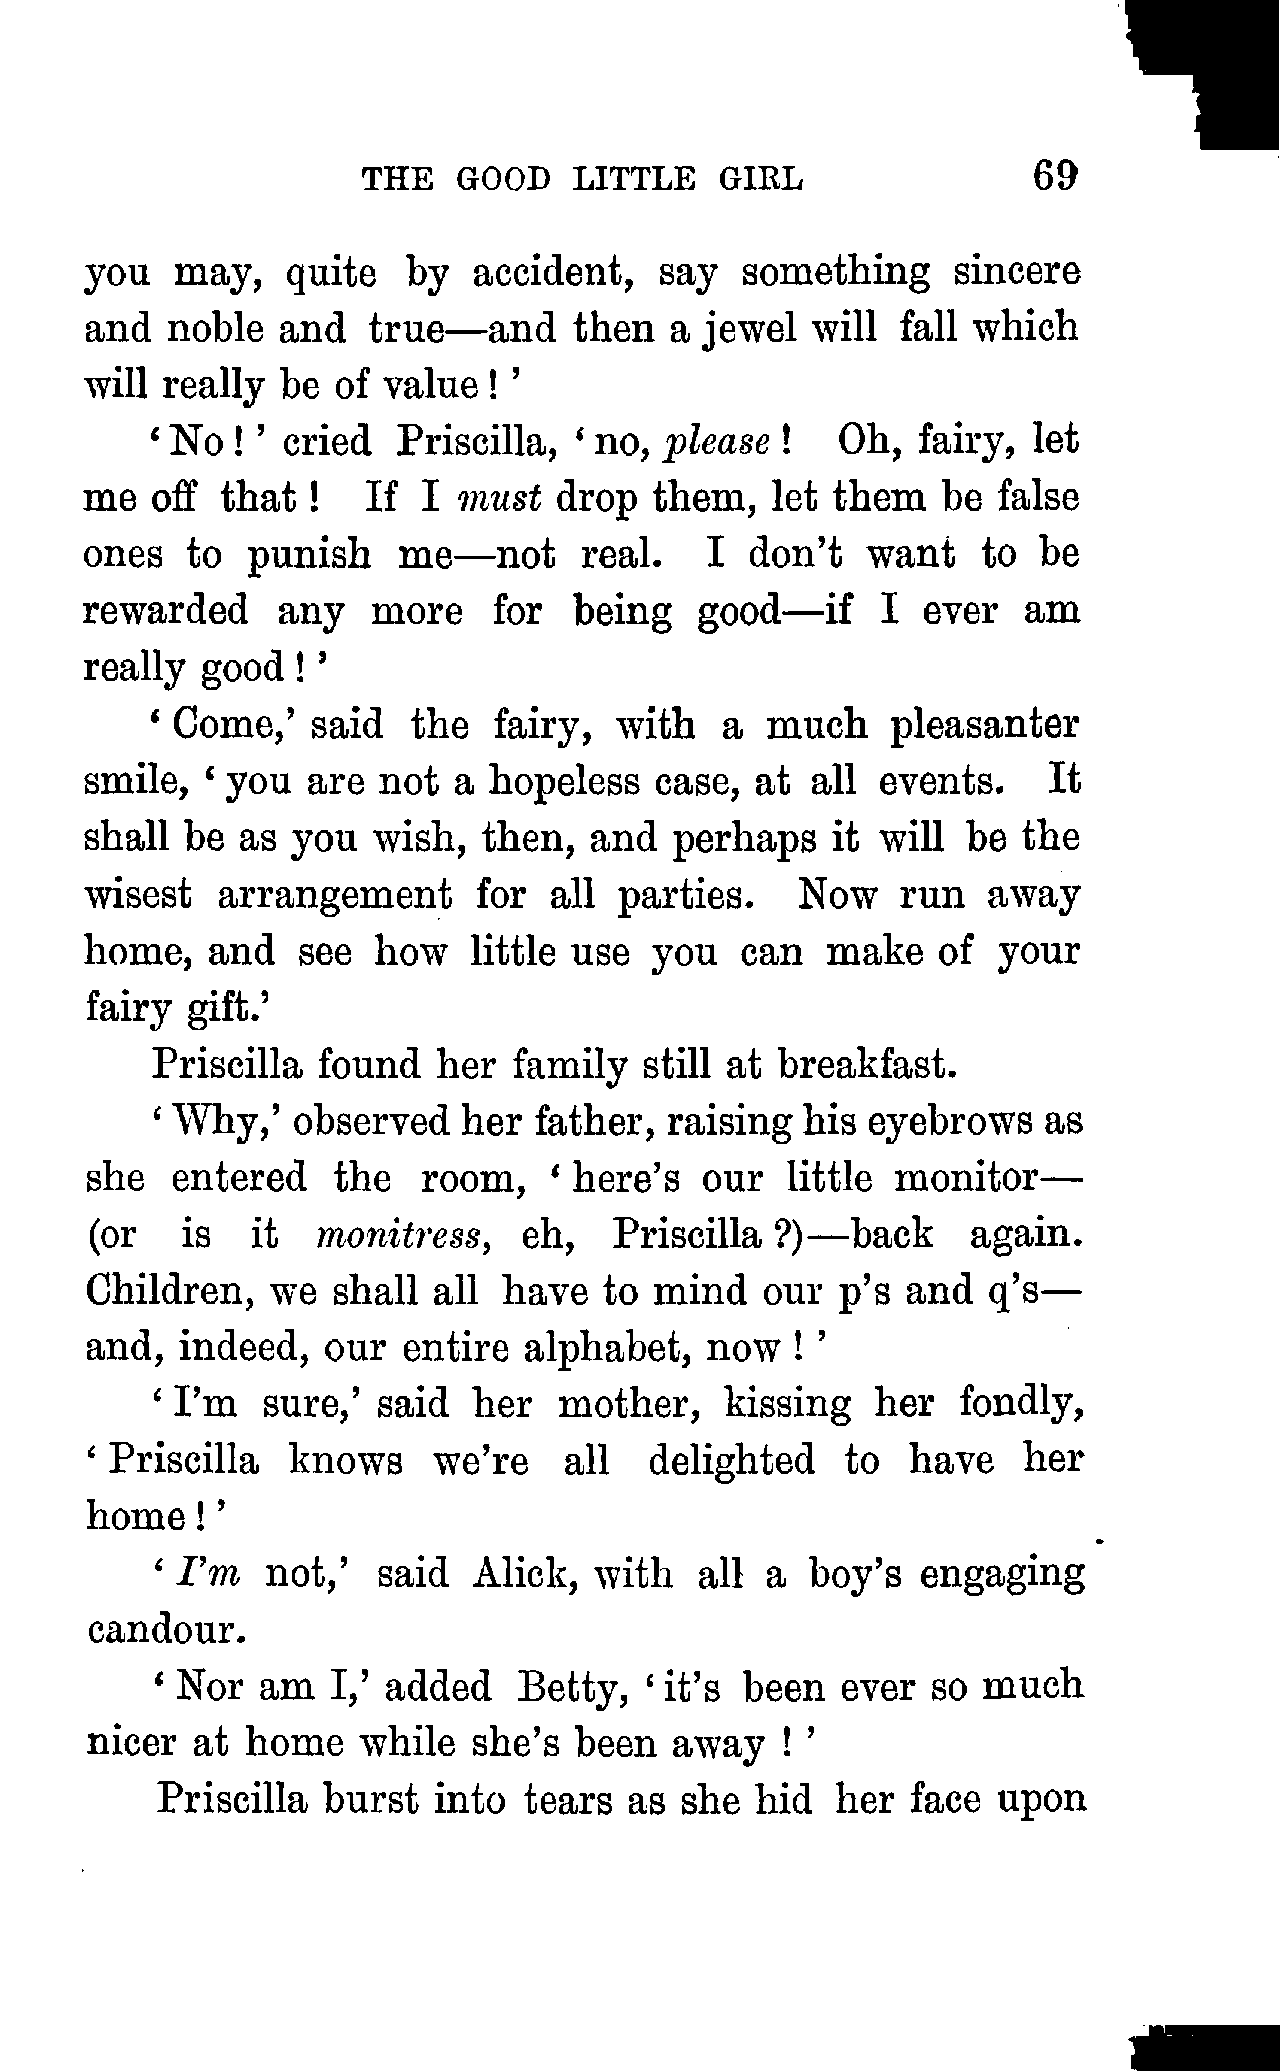 THE GOOD LITTLE GIRL 69
you may, quite by accident, say something sincere
and noble and true—and then a jewel will fall which
will really be of value ! ’
‘ No ! ’ cried Priscilla, ‘ no, please ! Oh, fairy, let
me off that ! If I must drop them, let them be false
ones to punish me—not real. I don’t want to be
rewarded any more for being good—if I ever am
really good ! ’
‘ Come,’ said the fairy, with a much pleasanter
smile, ‘ you are not a hopeless case, at all events. It
shall be as you wish, then, and perhaps it will be the
wisest arrangement for all parties. Now run away
home, and see how little use you can make of your
fairy gift.’
Priscilla found her family still at breakfast.
‘ Why,’ observed her father, raising his eyebrows as
she entered the room, ‘ here’s our little monitor—
(or is it monitress, eh, Priscilla ?)—back again.
Children, we shall all have to mind our p’s and q’s—
and, indeed, our entire alphabet, now ! ’
‘ I’m sure,’ said her mother, kissing her fondly,
‘ Priscilla knows we’re all delighted to have her
home ! ’
‘ I’m not,’ said Alick, with all a boy’s engaging
candour.
‘ Nor am I,’ added Betty, ‘ it’s been ever so much
nicer at home while she’s been away ! ’
Priscilla burst into tears as she hid her face upon